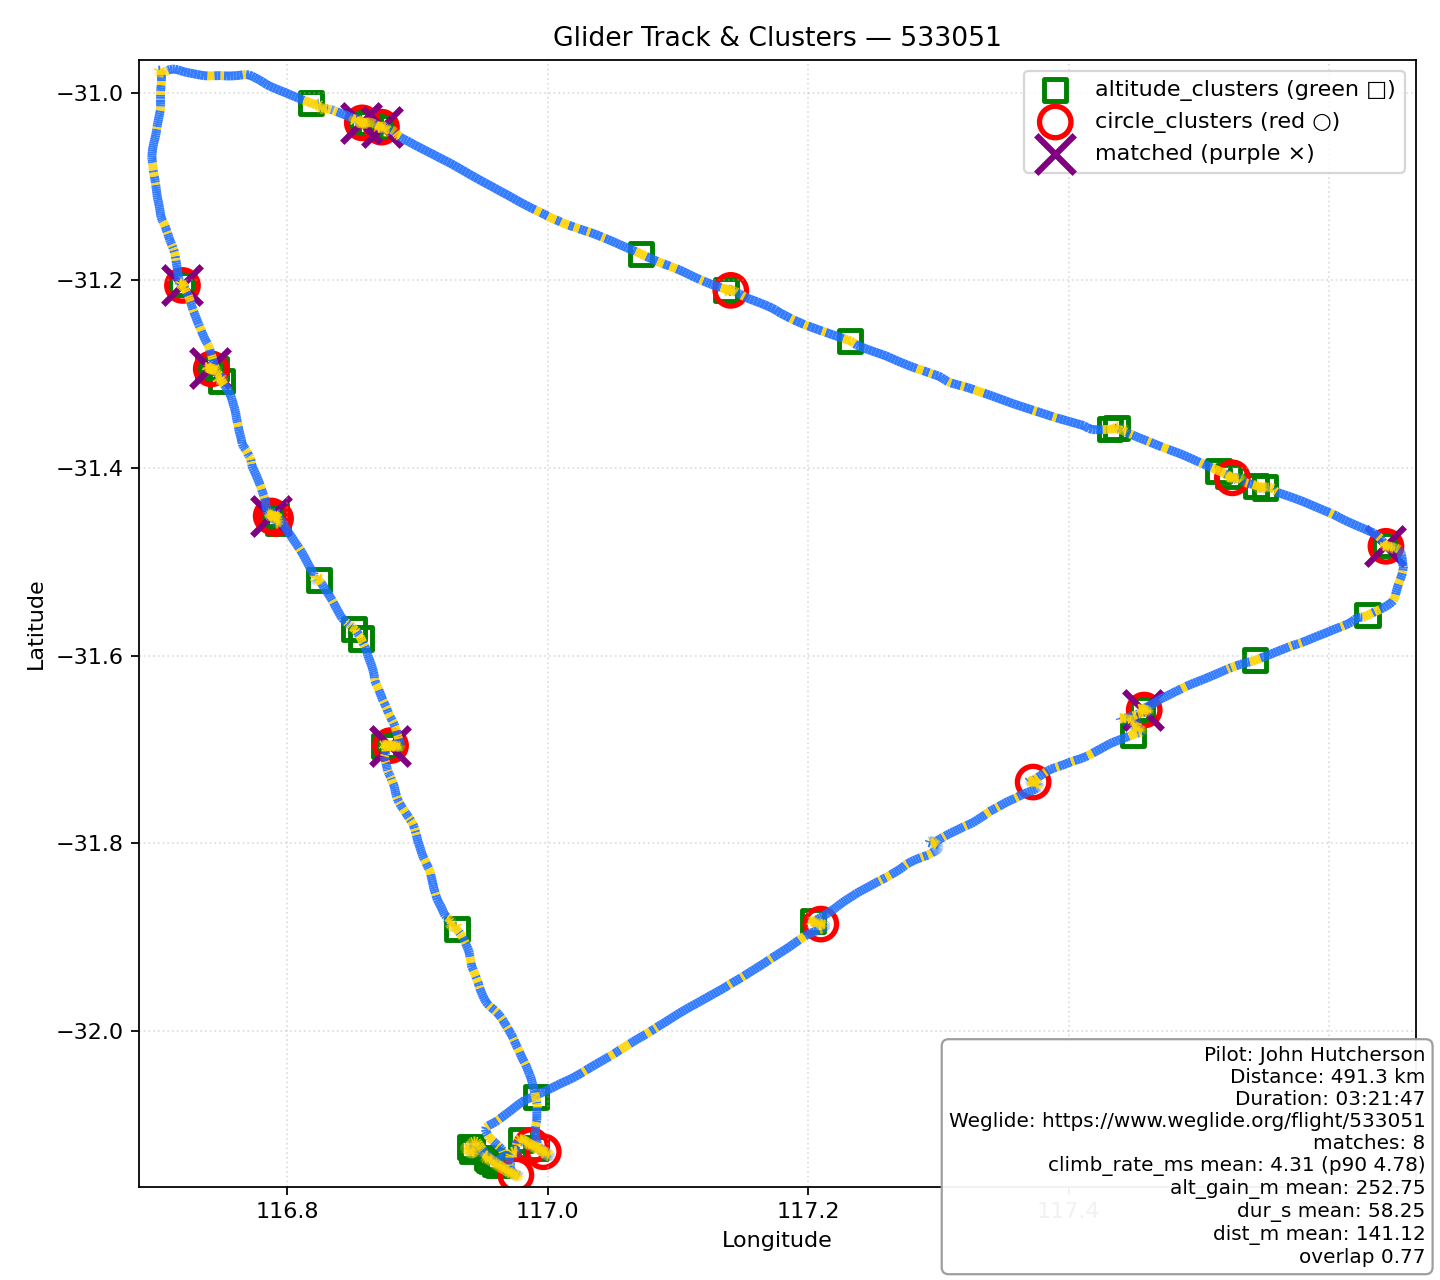 Glider Track & Clusters — 533051
altitude_clusters (green □)
circle_clusters (red ○)
matched (purple ×)
Latitude
−31.0
−31.2
−31.4
−31.6
−31.8
−32.0
116.8
117.0
117.2
117.4
Longitude
Pilot: John Hutcherson
Distance: 491.3 km
Duration: 03:21:47
Weglide: https://www.weglide.org/flight/533051
matches: 8
climb_rate_ms mean: 4.31 (p90 4.78)
alt_gain_m mean: 252.75
dur_s mean: 58.25
dist_m mean: 141.12
overlap 0.77